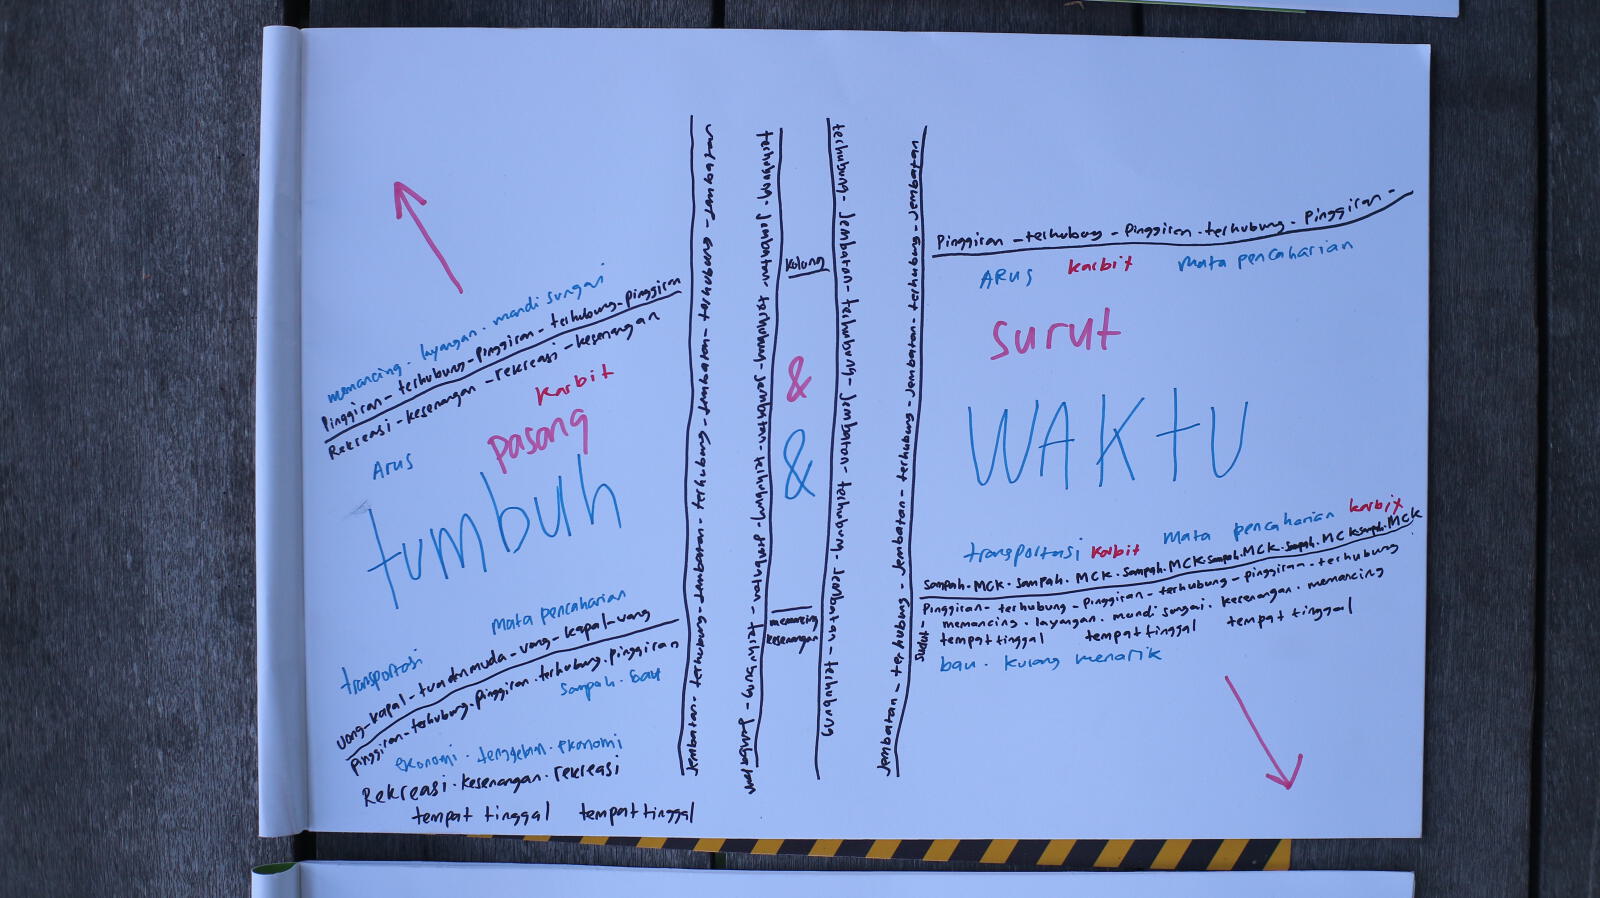 memancing . layangan . mandi sungai
Pinggiran - terhubung - pinggiran - terhubung - pinggiran
Rekreasi - kesenangan - rekreasi - kesenangan
karbit
pasang
Arus
tumbuh
Mata pencaharian
transportasi
uang - kapal - tua dan muda - uang - kapal - uang
pinggiran - terhubung . pinggiran . terhubung . pinggiran
sampah . bau
ekonomi . tenggelam . ekonomi
Rekreasi . kesenangan . rekreasi
tempat tinggal tempat tinggal
Jembatan - terhubung - Jembatan - terhubung - Jembatan - terhubung - Jembatan
terhubung - Jembatan - terhubung - Jembatan - terhubung - Jembatan - terhubung - Jembatan
kolong
&
&
memancing
kesenangan
terhubung - Jembatan - terhubung - Jembatan - terhubung - Jembatan - terhubung
Jembatan - terhubung - Jembatan - terhubung - Jembatan - terhubung - Jembatan
Pinggiran - terhubung - Pinggiran - terhubung - Pinggiran -
ARUS karbit Mata pencaharian
surut
WAKTU
transportasi karbit Mata pencaharian karbit
Sampah . MCK . Sampah . MCK . Sampah . MCK Sampah . MCK . Sampah . MCK Sampah . MCK
Pinggiran - terhubung - Pinggiran - terhubung - pinggiran - terhubung
memancing . layangan . mandi sungai . kesenangan . memancing
tempat tinggal tempat tinggal tempat tinggal
sudut -
bau . kurang menarik